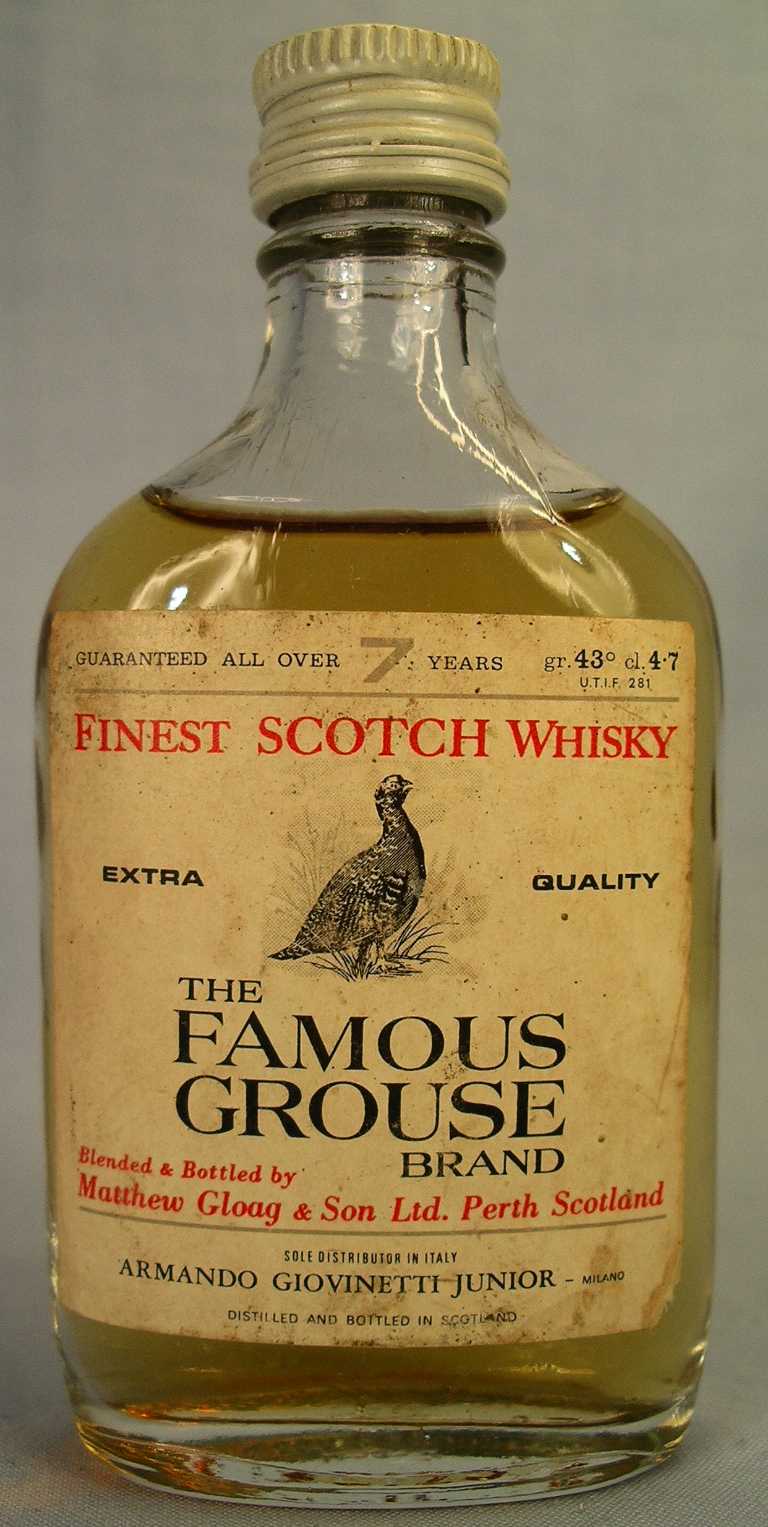 GUARANTEED ALL OVER 7 YEARS gr.43° cl.4·7
U.T.I.F. 281
FINEST SCOTCH WHISKY
EXTRA QUALITY
THE
FAMOUS
GROUSE
BRAND
Blended & Bottled by
Matthew Gloag & Son Ltd. Perth Scotland
SOLE DISTRIBUTOR IN ITALY
ARMANDO GIOVINETTI JUNIOR – MILANO
DISTILLED AND BOTTLED IN SCOTLAND